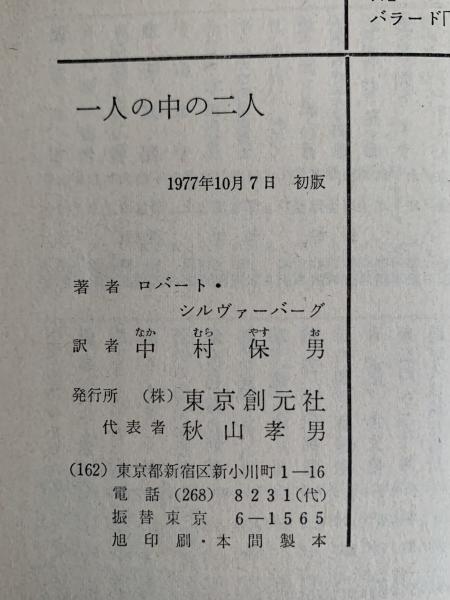 バラード「
一人の中の二人
1977年10月7日 初版
著者 ロバート・
シルヴァーバーグ
なか むら やす お
訳者 中村保男
発行所 (株) 東京創元社
代表者 秋山孝男
(162) 東京都新宿区新小川町1—16
電話 (268) 8231(代)
振替東京 6—1565
旭印刷・本間製本